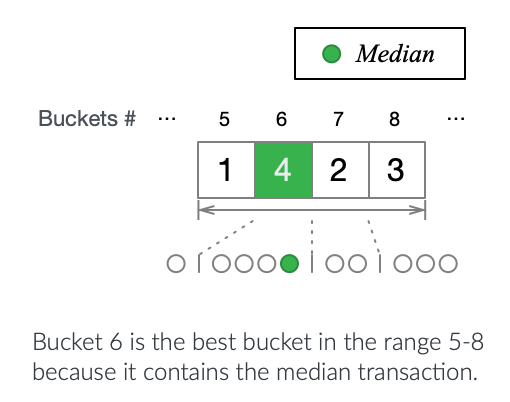 Median
Buckets # ... 5 6 7 8 ...
1 4 2 3
Bucket 6 is the best bucket in the range 5-8
because it contains the median transaction.